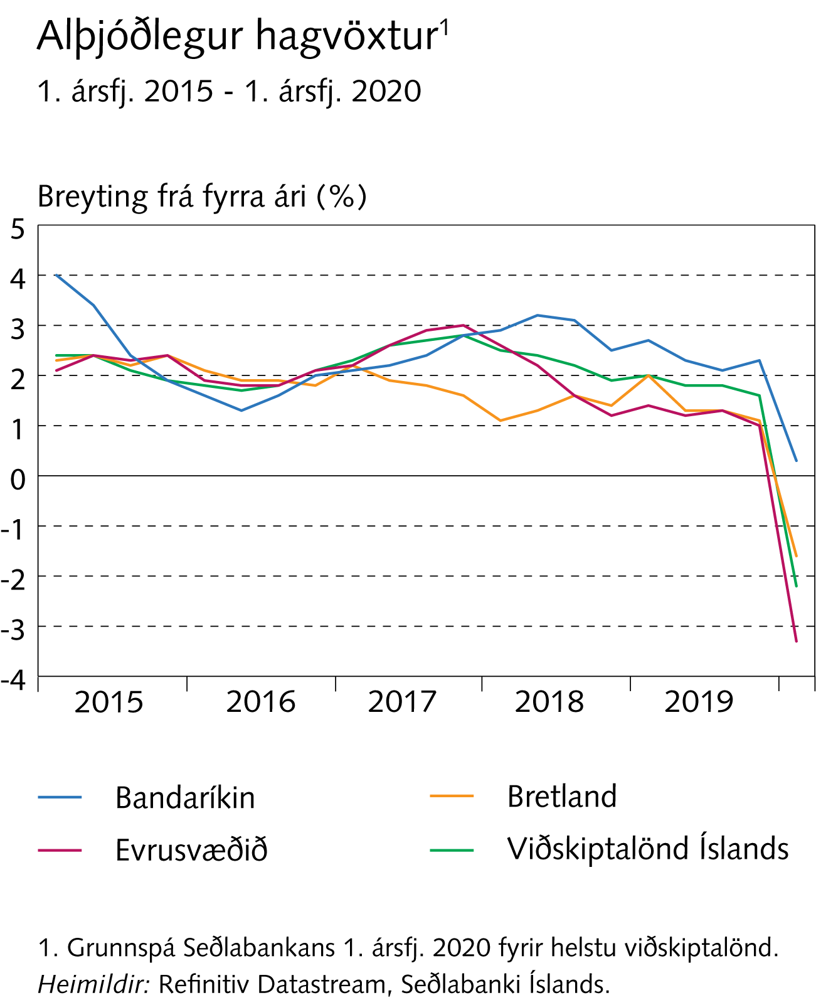 Alþjóðlegur hagvöxtur¹
1. ársfj. 2015 - 1. ársfj. 2020
Breyting frá fyrra ári (%)
5
4
3
2
1
0
-1
-2
-3
-4
2015 2016 2017 2018 2019
Bandaríkin Bretland
Evrusvæðið Viðskiptalönd Íslands
1. Grunnspá Seðlabankans 1. ársfj. 2020 fyrir helstu viðskiptalönd.
Heimildir: Refinitiv Datastream, Seðlabanki Íslands.